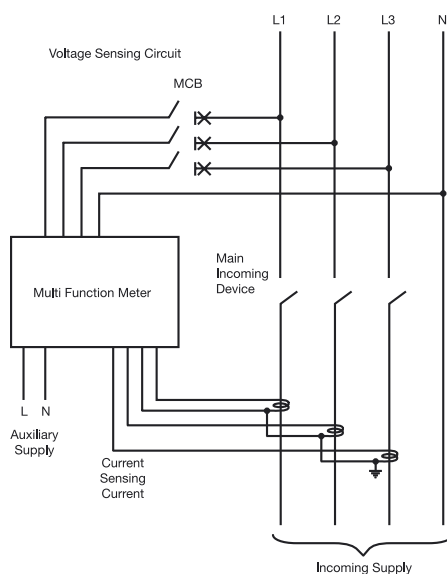 L1 L2 L3 N
Voltage Sensing Circuit
MCB
Main
Incoming
Device
Multi Function Meter
L N
Auxiliary
Supply
Current
Sensing
Current
Incoming Supply